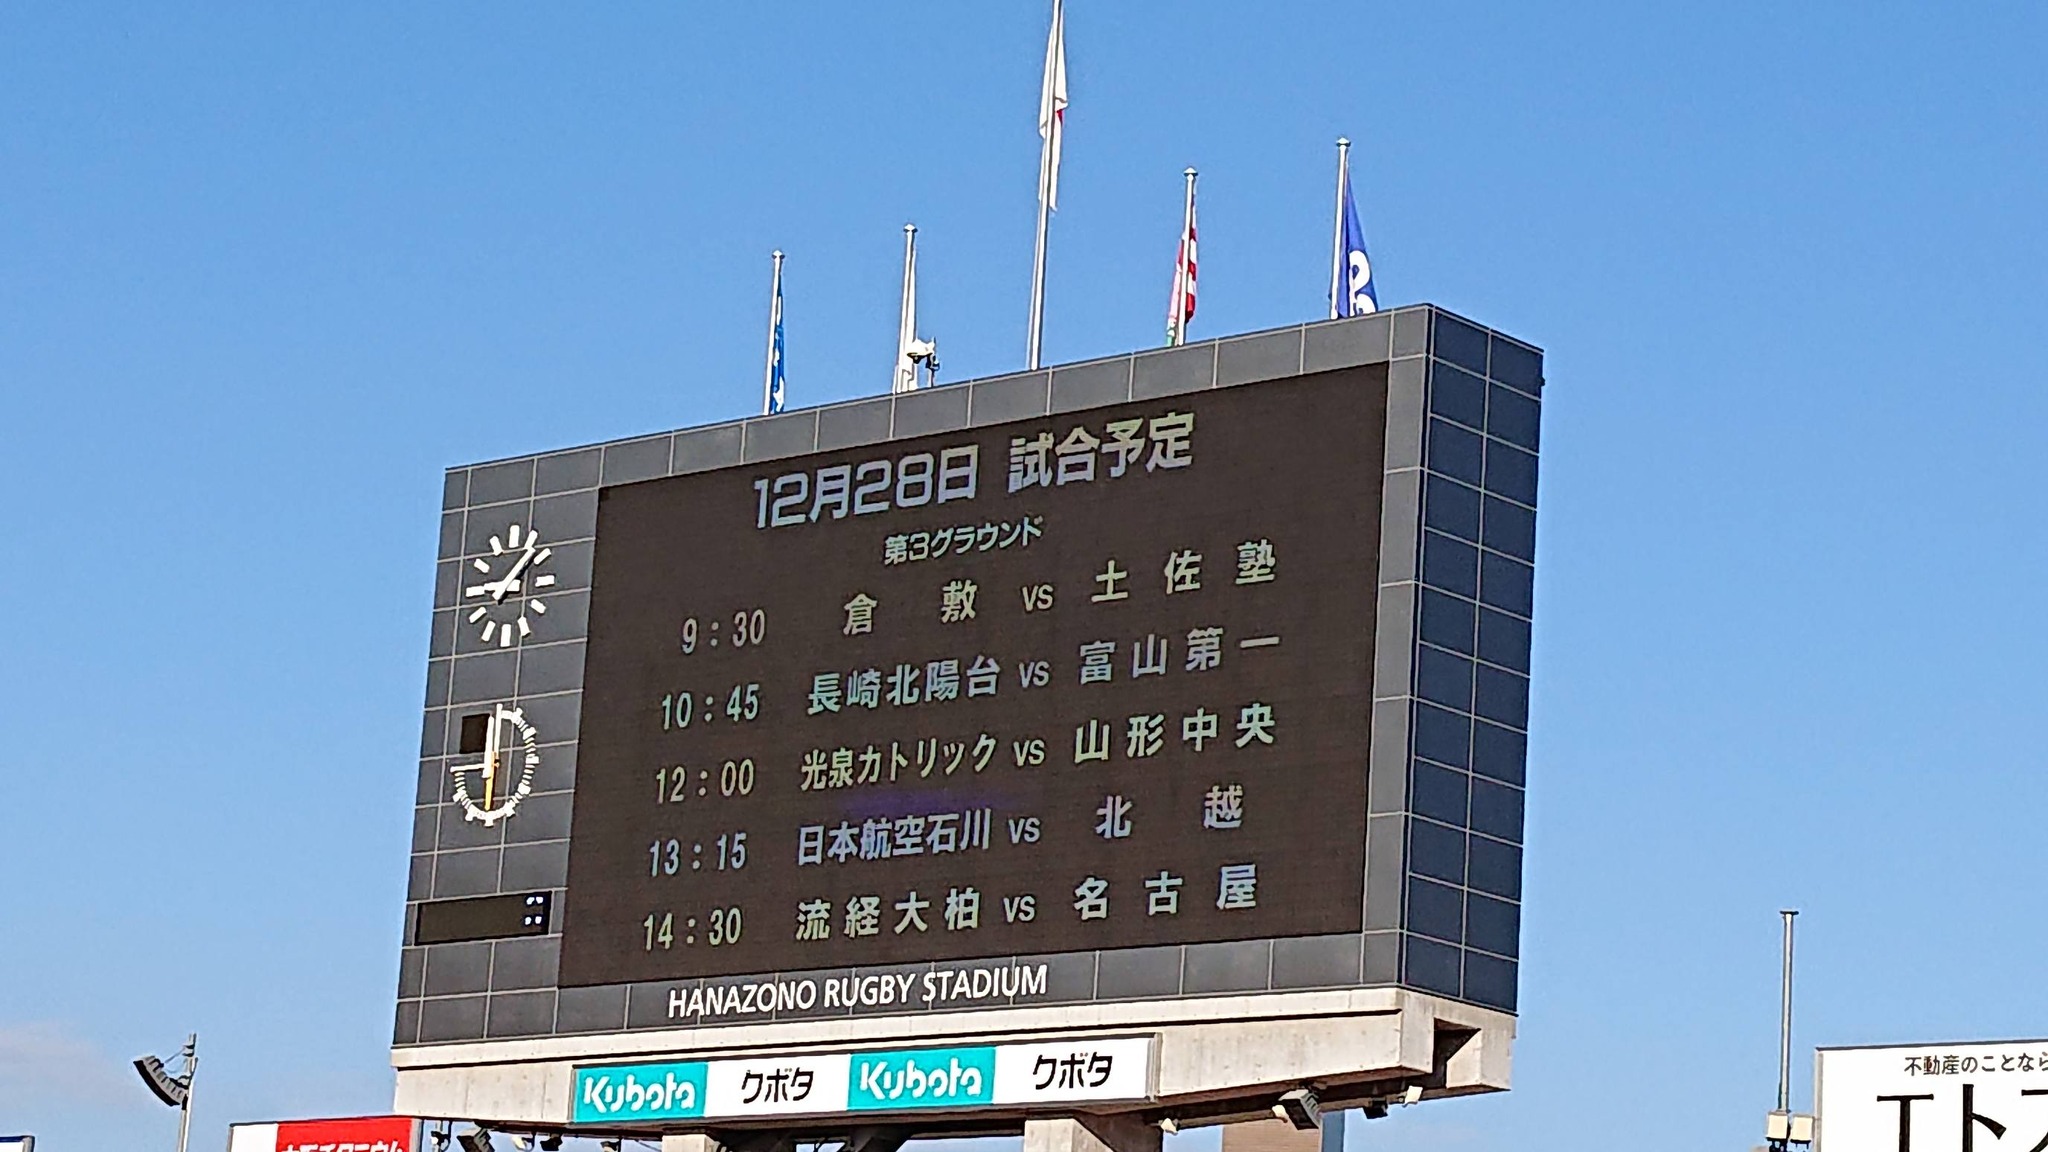 12月28日 試合予定
第3グラウンド
9:30 倉敷 vs 土佐塾
10:45 長崎北陽台 vs 富山第一
12:00 光泉カトリック vs 山形中央
13:15 日本航空石川 vs 北越
14:30 流経大柏 vs 名古屋
HANAZONO RUGBY STADIUM
Kubota クボタ Kubota クボタ
不動産のことなら
エトス